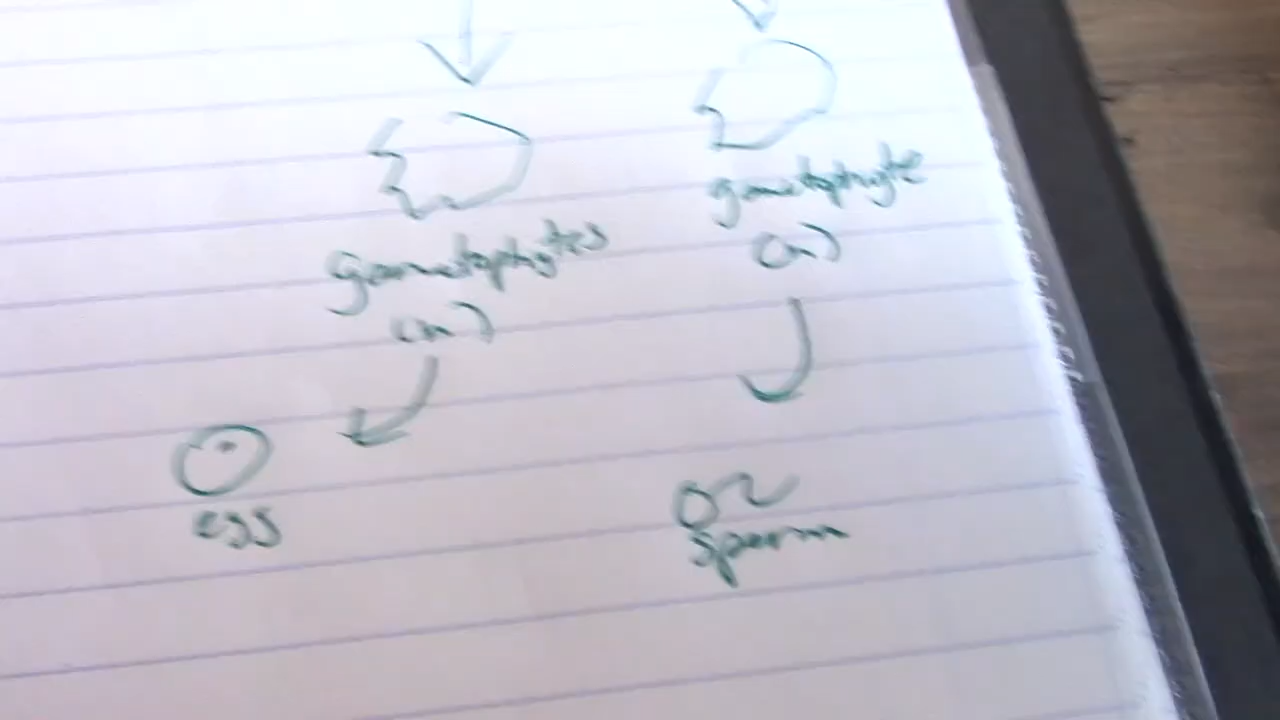 gametophyte
(n)
gametophytes
(n)
egg
sperm